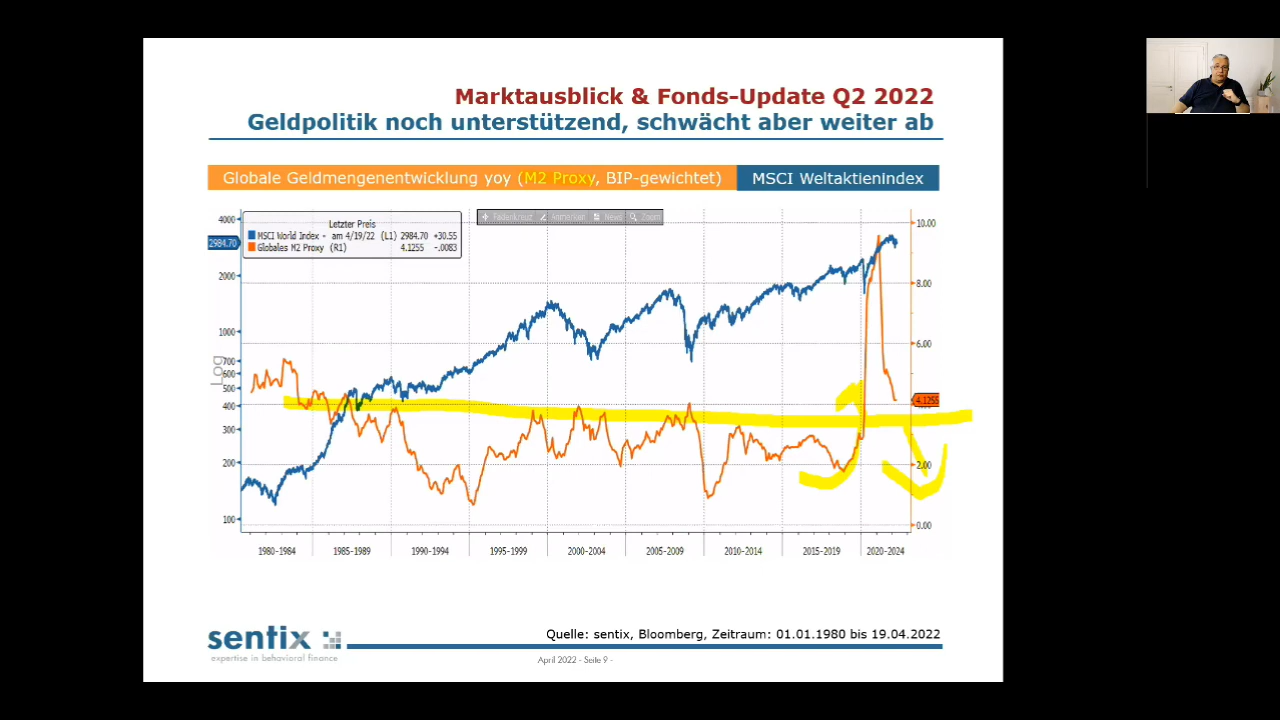 Marktausblick & Fonds-Update Q2 2022
Geldpolitik noch unterstützend, schwächt aber weiter ab
Globale Geldmengenentwicklung yoy (M2 Proxy, BIP-gewichtet)
MSCI Weltaktienindex
Fadenkreuz Anmerken News Zoom
Letzter Preis
MSCI World Index - am 4/19/22 (L1) 2984.70 +30.55
Globales M2 Proxy (R1) 4.1255 -.0083
4000
2984.70
2000
1000
700
600
500
400
300
200
100
Log
10.00
8.00
6.00
4.1255
2.00
0.00
1980-1984 1985-1989 1990-1994 1995-1999 2000-2004 2005-2009 2010-2014 2015-2019 2020-2024
sentix
expertise in behavioral finance
Quelle: sentix, Bloomberg, Zeitraum: 01.01.1980 bis 19.04.2022
April 2022 - Seite 9 -